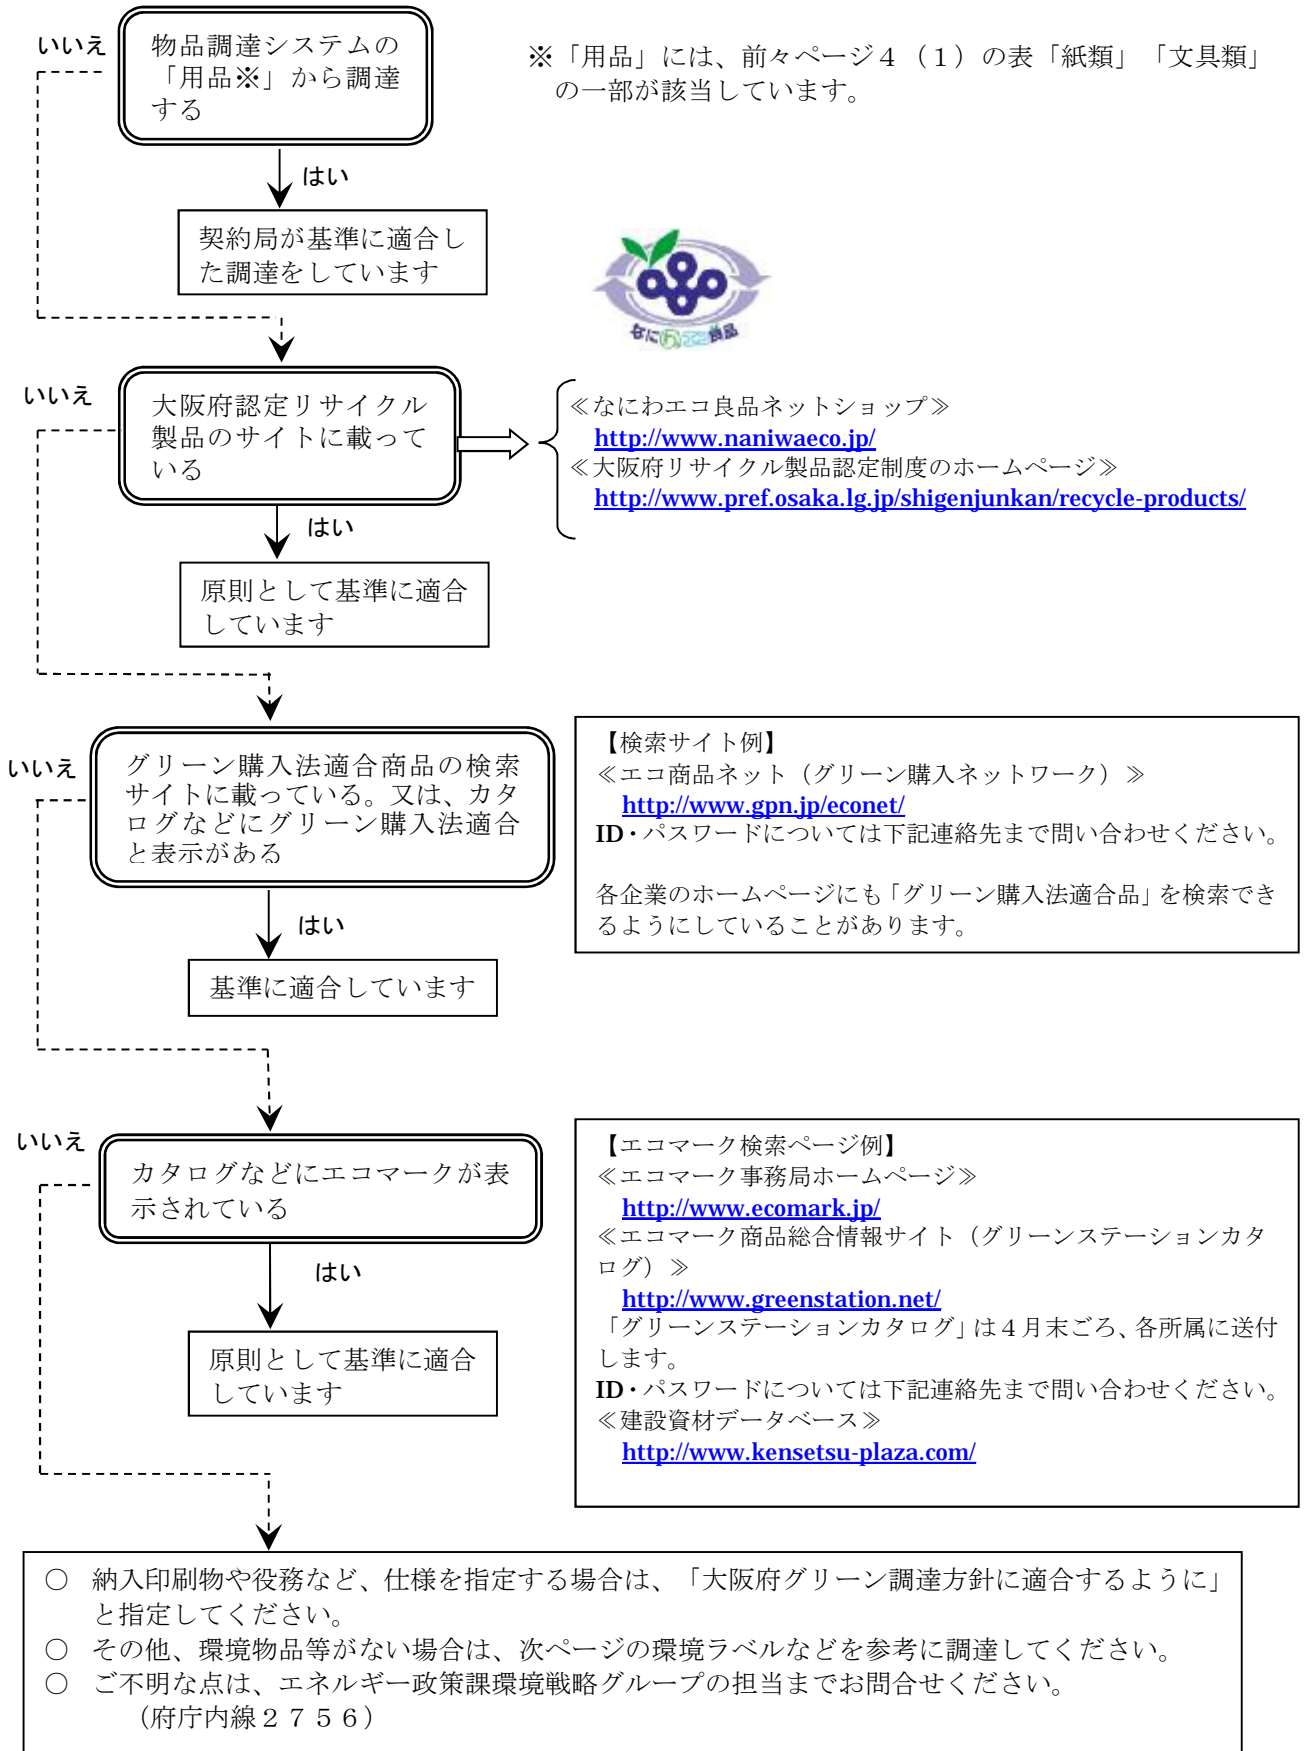 いいえ
物品調達システムの
「用品※」から調達
する
※「用品」には、前々ページ４（１）の表「紙類」「文具類」
の一部が該当しています。
はい
契約局が基準に適合し
た調達をしています
なにわエコ良品
いいえ
大阪府認定リサイクル
製品のサイトに載って
いる
≪なにわエコ良品ネットショップ≫
http://www.naniwaeco.jp/
≪大阪府リサイクル製品認定制度のホームページ≫
http://www.pref.osaka.lg.jp/shigenjunkan/recycle-products/
はい
原則として基準に適合
しています
いいえ
グリーン購入法適合商品の検索
サイトに載っている。又は、カタ
ログなどにグリーン購入法適合
と表示がある
【検索サイト例】
≪エコ商品ネット（グリーン購入ネットワーク）≫
http://www.gpn.jp/econet/
ID・パスワードについては下記連絡先まで問い合わせください。
各企業のホームページにも「グリーン購入法適合品」を検索でき
るようにしていることがあります。
はい
基準に適合しています
いいえ
カタログなどにエコマークが表
示されている
【エコマーク検索ページ例】
≪エコマーク事務局ホームページ≫
http://www.ecomark.jp/
≪エコマーク商品総合情報サイト（グリーンステーションカタ
ログ）≫
http://www.greenstation.net/
「グリーンステーションカタログ」は４月末ごろ、各所属に送付
します。
ID・パスワードについては下記連絡先まで問い合わせください。
≪建設資材データベース≫
http://www.kensetsu-plaza.com/
はい
原則として基準に適合
しています
○ 納入印刷物や役務など、仕様を指定する場合は、「大阪府グリーン調達方針に適合するように」
と指定してください。
○ その他、環境物品等がない場合は、次ページの環境ラベルなどを参考に調達してください。
○ ご不明な点は、エネルギー政策課環境戦略グループの担当までお問合せください。
（府庁内線２７５６）